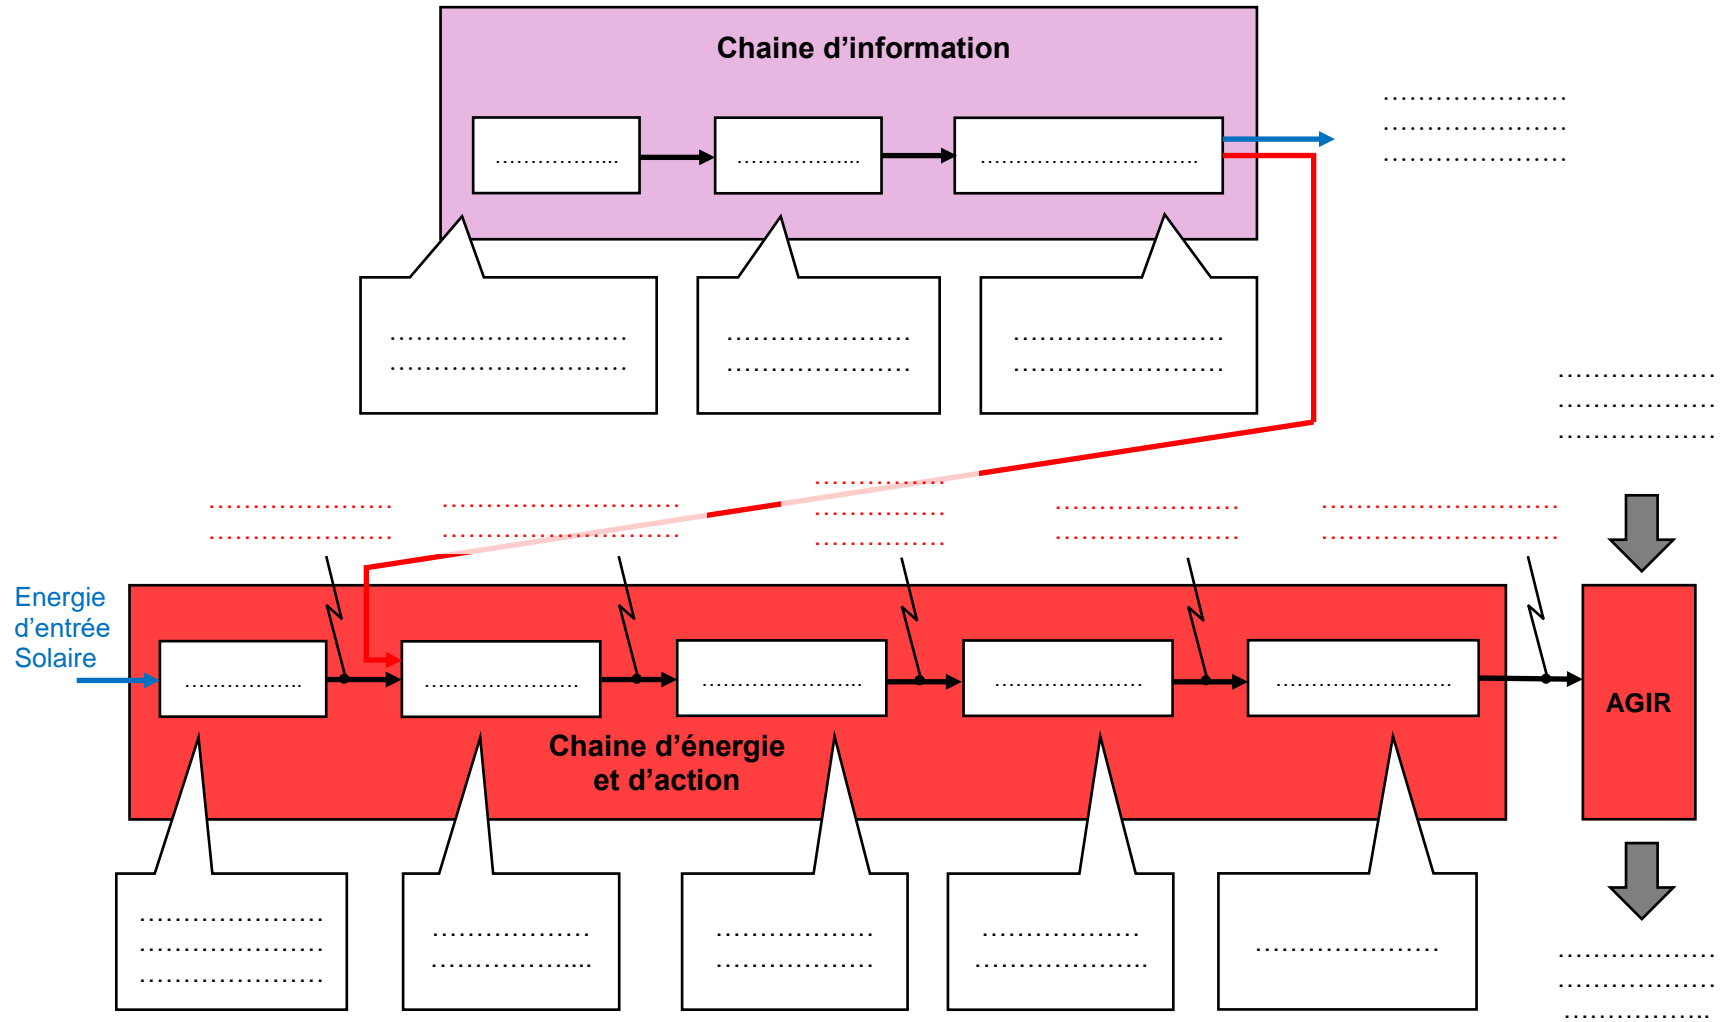 Chaine d’information
Energie
d’entrée
Solaire
AGIR
Chaine d’énergie
et d’action